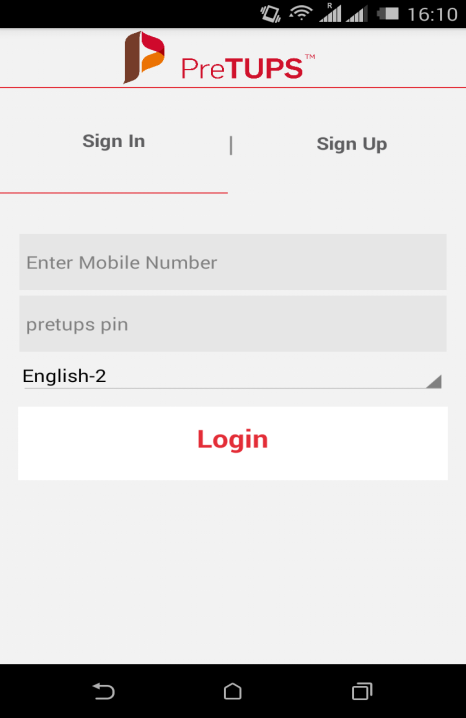 R
16:10
PreTUPS™
Sign In | Sign Up
Enter Mobile Number
pretups pin
English-2
Login